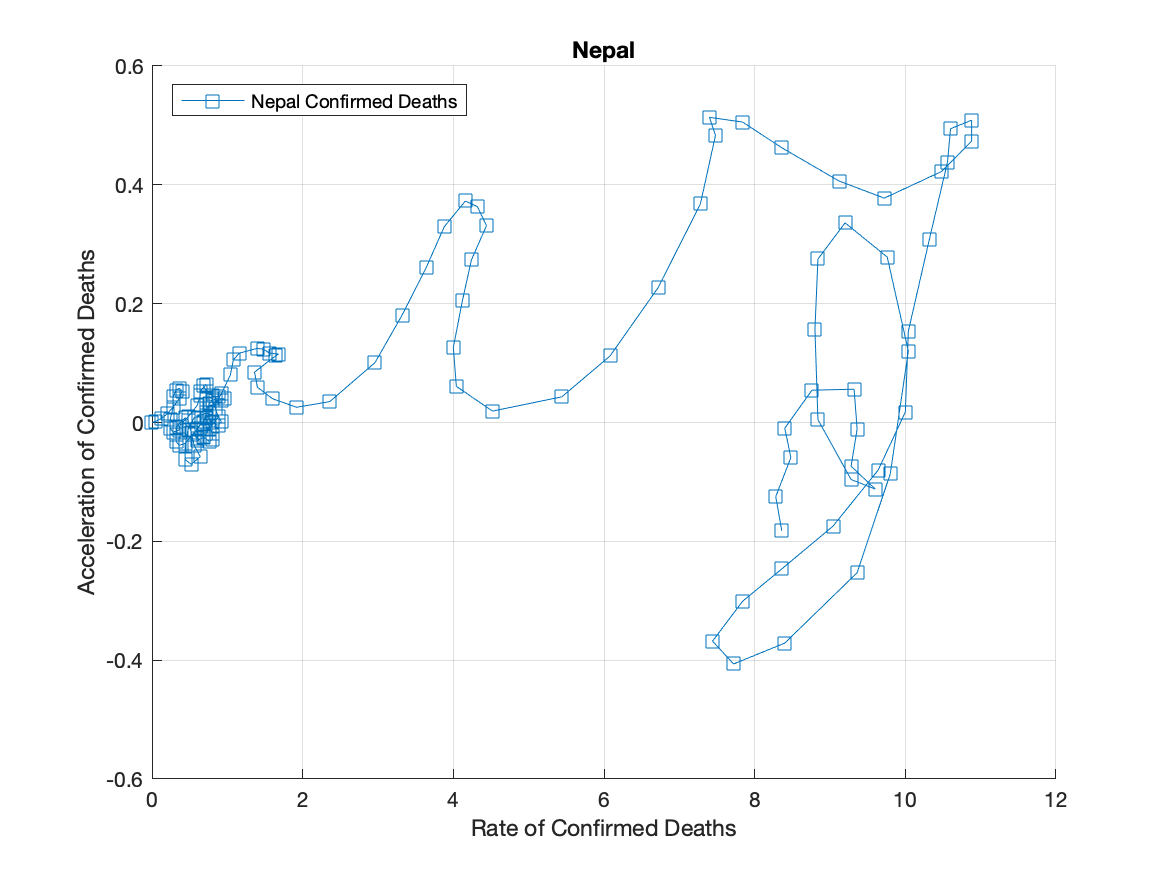 Nepal
Nepal Confirmed Deaths
0.6
0.4
0.2
0
-0.2
-0.4
-0.6
Acceleration of Confirmed Deaths
0 2 4 6 8 10 12
Rate of Confirmed Deaths